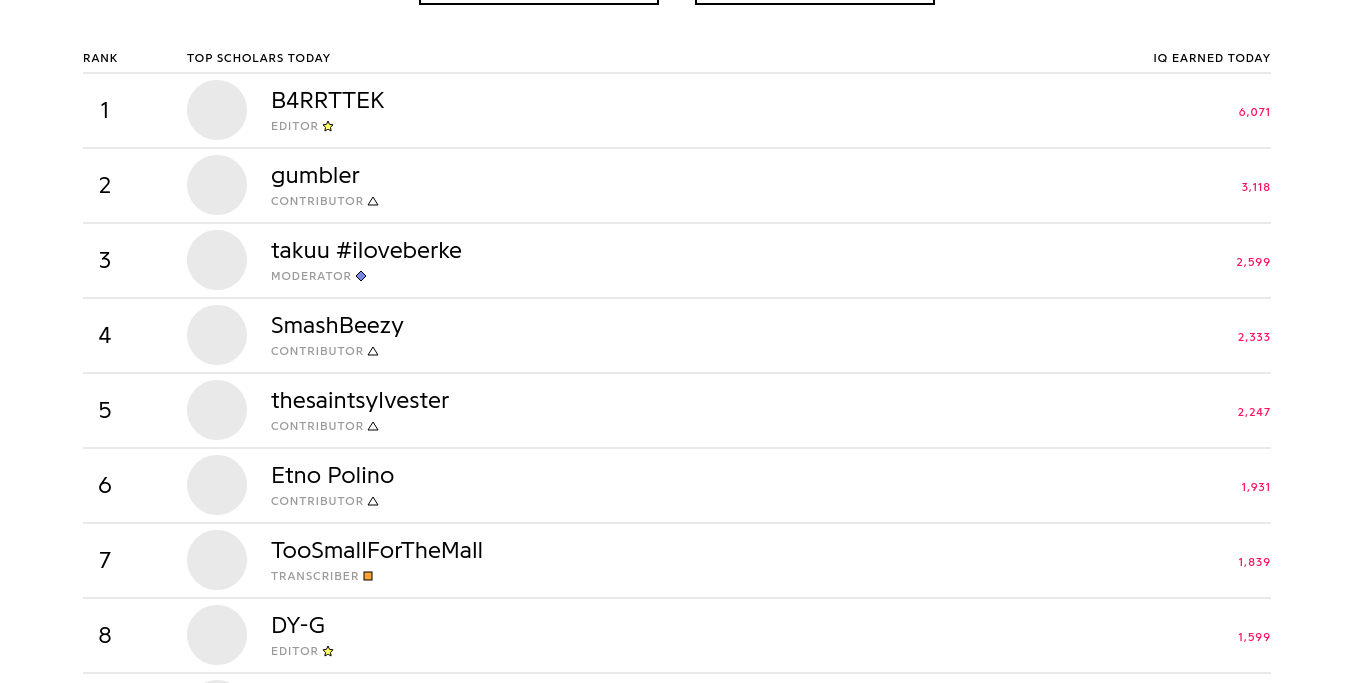 RANK TOP SCHOLARS TODAY IQ EARNED TODAY
1 B4RRTTEK 6,071
EDITOR
2 gumbler 3,118
CONTRIBUTOR
3 takuu #iloveberke 2,599
MODERATOR
4 SmashBeezy 2,333
CONTRIBUTOR
5 thesaintsylvester 2,247
CONTRIBUTOR
6 Etno Polino 1,931
CONTRIBUTOR
7 TooSmallForTheMall 1,839
TRANSCRIBER
8 DY-G 1,599
EDITOR